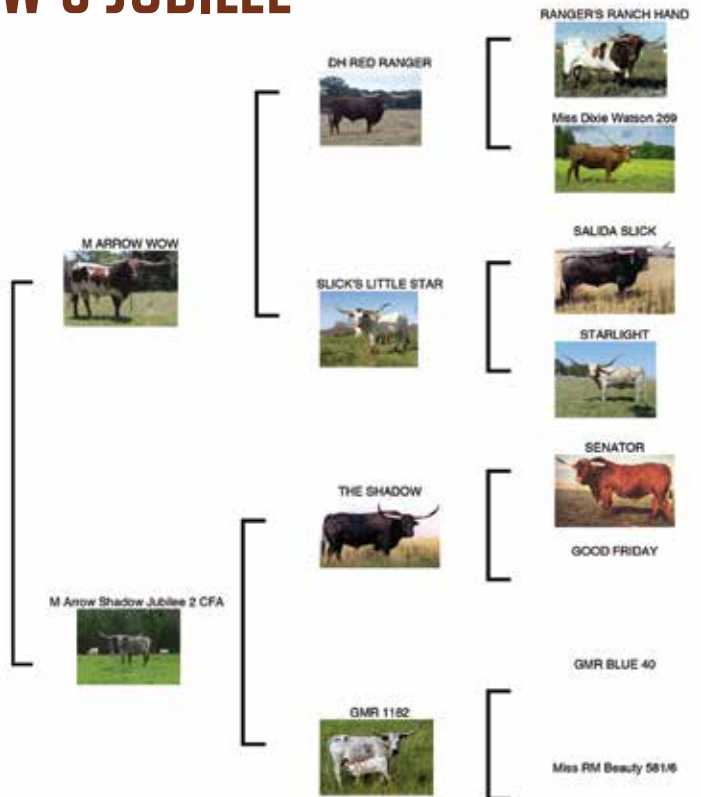 W'S JUBILEE
RANGER'S RANCH HAND
DH RED RANGER
Miss Dixie Watson 269
M ARROW WOW
SALIDA SLICK
SLICK'S LITTLE STAR
STARLIGHT
SENATOR
THE SHADOW
GOOD FRIDAY
M Arrow Shadow Jubilee 2 CFA
GMR BLUE 40
GMR 1182
Miss RM Beauty 581/6